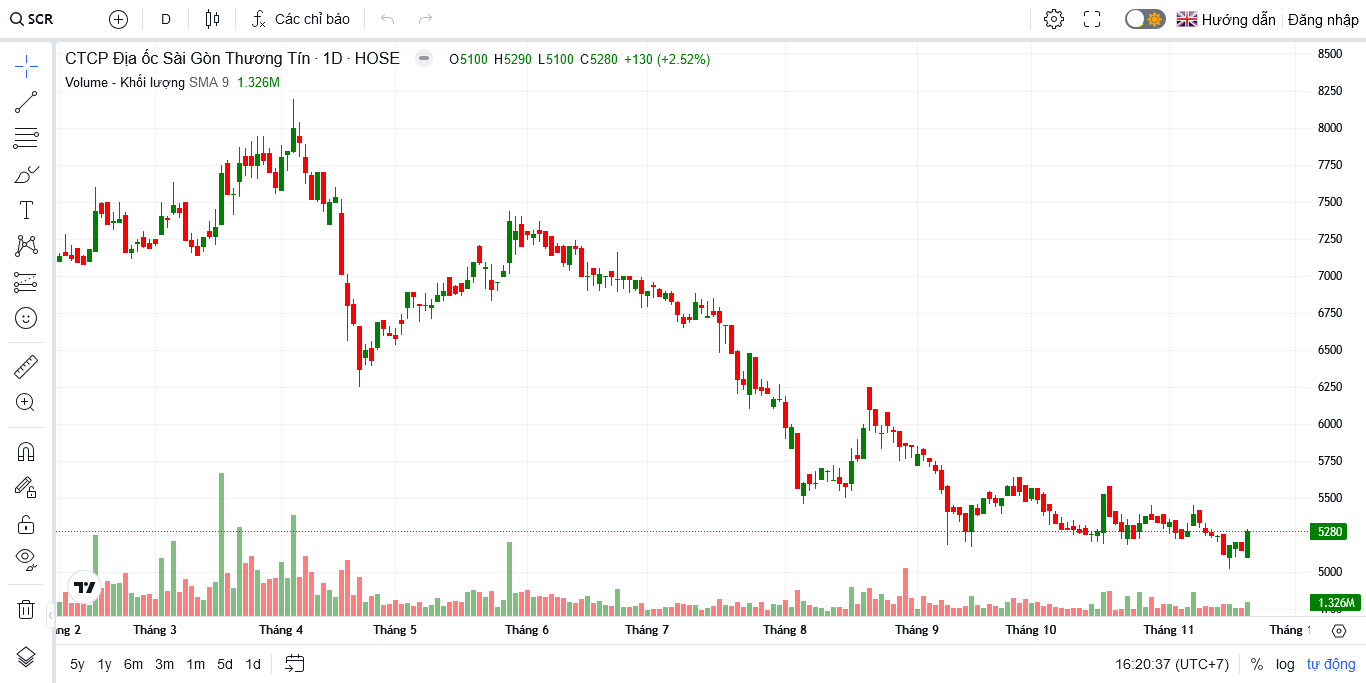 SCR D Các chỉ báo Hướng dẫn Đăng nhập
CTCP Địa ốc Sài Gòn Thương Tín · 1D · HOSE O5100 H5290 L5100 C5280 +130 (+2.52%)
Volume - Khối lượng SMA 9 1.326M
8500
8250
8000
7750
7500
7250
7000
6750
6500
6250
6000
5750
5500
5280
5000
1.326M
ng 2 Tháng 3 Tháng 4 Tháng 5 Tháng 6 Tháng 7 Tháng 8 Tháng 9 Tháng 10 Tháng 11 Tháng 1
5y 1y 6m 3m 1m 5d 1d 16:20:37 (UTC+7) % log tự động